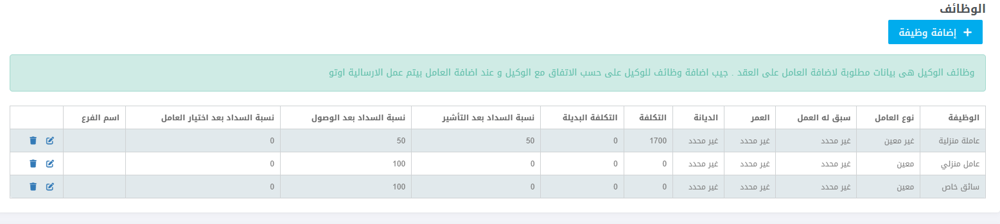 الوظائف
إضافة وظيفة
وظائف الوكيل هى بيانات مطلوبة لاضافة العامل على العقد . جيب اضافة وظائف للوكيل على حسب الاتفاق مع الوكيل و عند اضافة العامل بيتم عمل الارسالية اوتو
الوظيفة نوع العامل سبق له العمل العمر الديانة التكلفة التكلفة البديلة نسبة السداد بعد التأشير نسبة السداد بعد الوصول نسبة السداد بعد اختيار العامل اسم الفرع
عاملة منزلية غير معين غير محدد غير محدد غير محدد 1700 0 50 50 0
عامل منزلي معين غير محدد غير محدد غير محدد 0 0 0 100 0
سائق خاص معين غير محدد غير محدد غير محدد 0 0 0 100 0